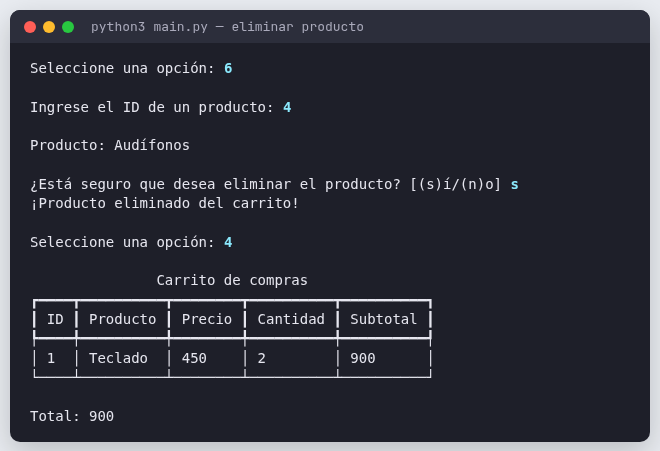 python3 main.py — eliminar producto
Seleccione una opción: 6
Ingrese el ID de un producto: 4
Producto: Audífonos
¿Está seguro que desea eliminar el producto? [(s)í/(n)o] s
¡Producto eliminado del carrito!
Seleccione una opción: 4
Carrito de compras
ID Producto Precio Cantidad Subtotal
1 Teclado 450 2 900
Total: 900